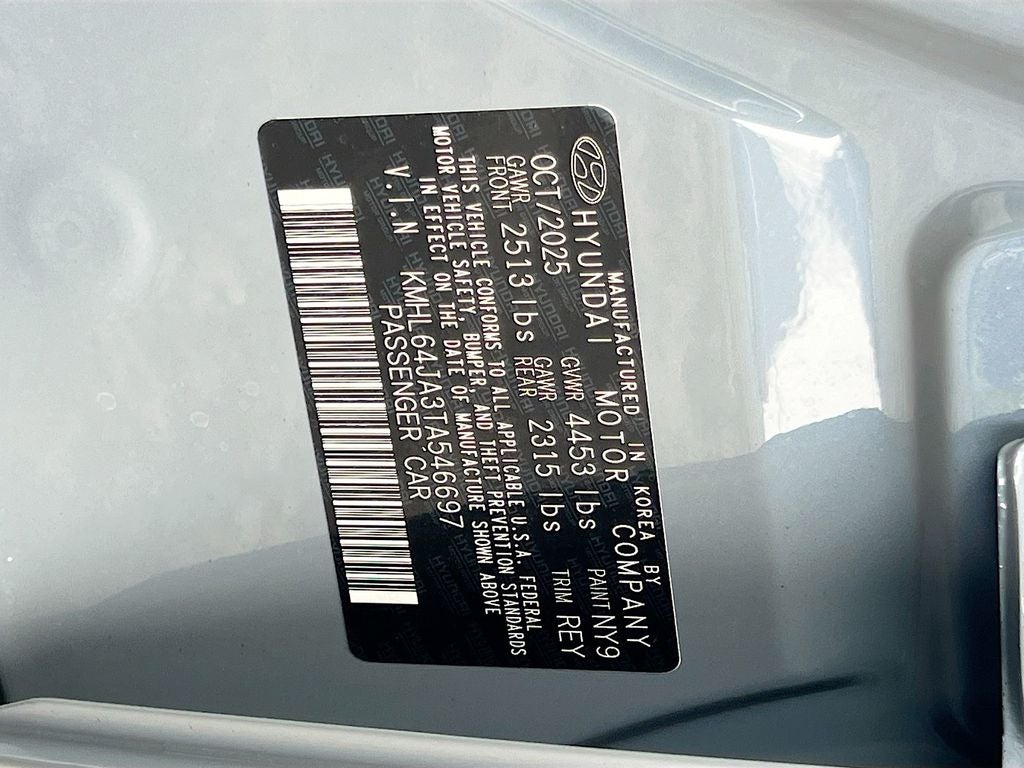 MANUFACTURED IN KOREA BY
HYUNDAI MOTOR COMPANY
OCT/2025 GVWR 4453 lbs PAINT NY9
GAWR FRONT 2513 lbs GAWR REAR 2315 lbs TRIM REY
THIS VEHICLE CONFORMS TO ALL APPLICABLE U.S.A. FEDERAL
MOTOR VEHICLE SAFETY, BUMPER, AND THEFT PREVENTION STANDARDS
IN EFFECT ON THE DATE OF MANUFACTURE SHOWN ABOVE
V.I.N KMHL64JA3TA546697
PASSENGER CAR